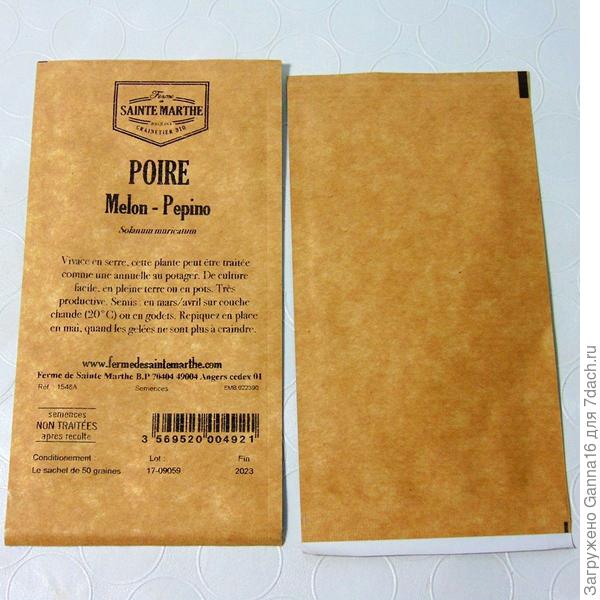 Ferme
de
SAINTE MARTHE
GRAINETIER BIO
POIRE
Melon - Pepino
Solanum muricatum
Vivace en serre, cette plante peut être traitée
comme une annuelle au potager. De culture
facile, en pleine terre ou en pots. Très
productive. Semis : en mars/avril sur couche
chaude (20°C) ou en godets. Repiquez en place
en mai, quand les gelées ne sont plus à craindre.
www.fermedesaintemarthe.com
Ferme de Sainte Marthe B.P 70404 49004 Angers cedex 01
Réf. : 1548A Semences EMB 022390
semences
NON TRAITÉES
après récolte
3 569520 004921
Conditionnement : Lot : Fin
Le sachet de 50 graines 17-09059 2023
Загружено Ganna16 для 7dach.ru